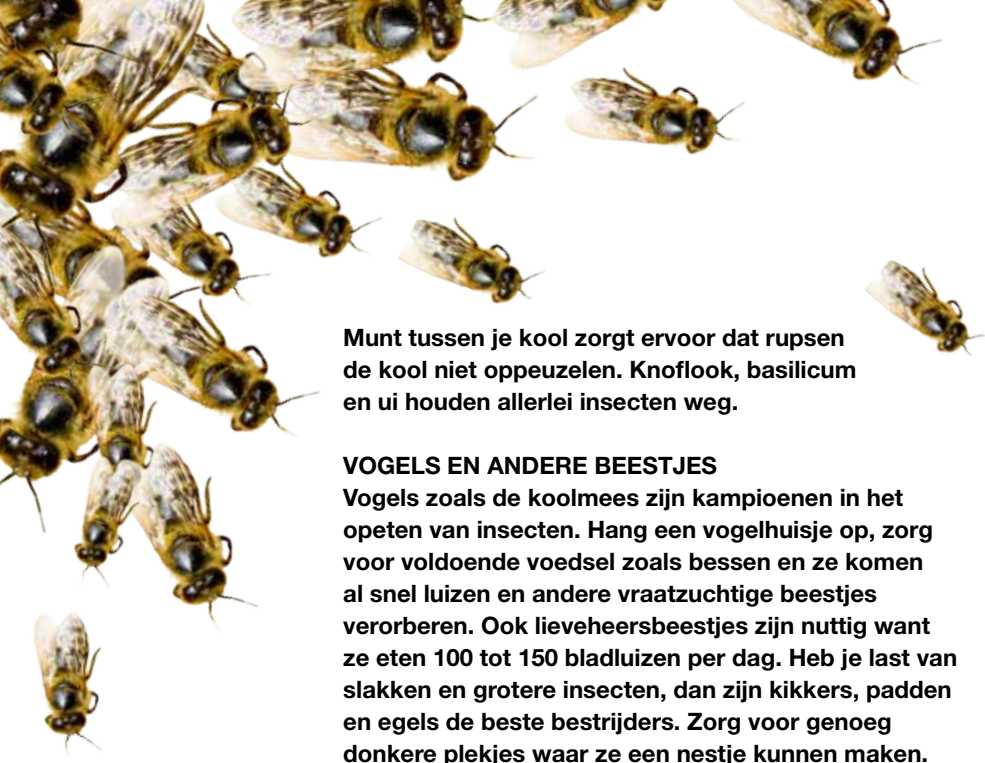 Munt tussen je kool zorgt ervoor dat rupsen
de kool niet oppeuzelen. Knoflook, basilicum
en ui houden allerlei insecten weg.
VOGELS EN ANDERE BEESTJES
Vogels zoals de koolmees zijn kampioenen in het
opeten van insecten. Hang een vogelhuisje op, zorg
voor voldoende voedsel zoals bessen en ze komen
al snel luizen en andere vraatzuchtige beestjes
verorberen. Ook lieveheersbeestjes zijn nuttig want
ze eten 100 tot 150 bladluizen per dag. Heb je last van
slakken en grotere insecten, dan zijn kikkers, padden
en egels de beste bestrijders. Zorg voor genoeg
donkere plekjes waar ze een nestje kunnen maken.